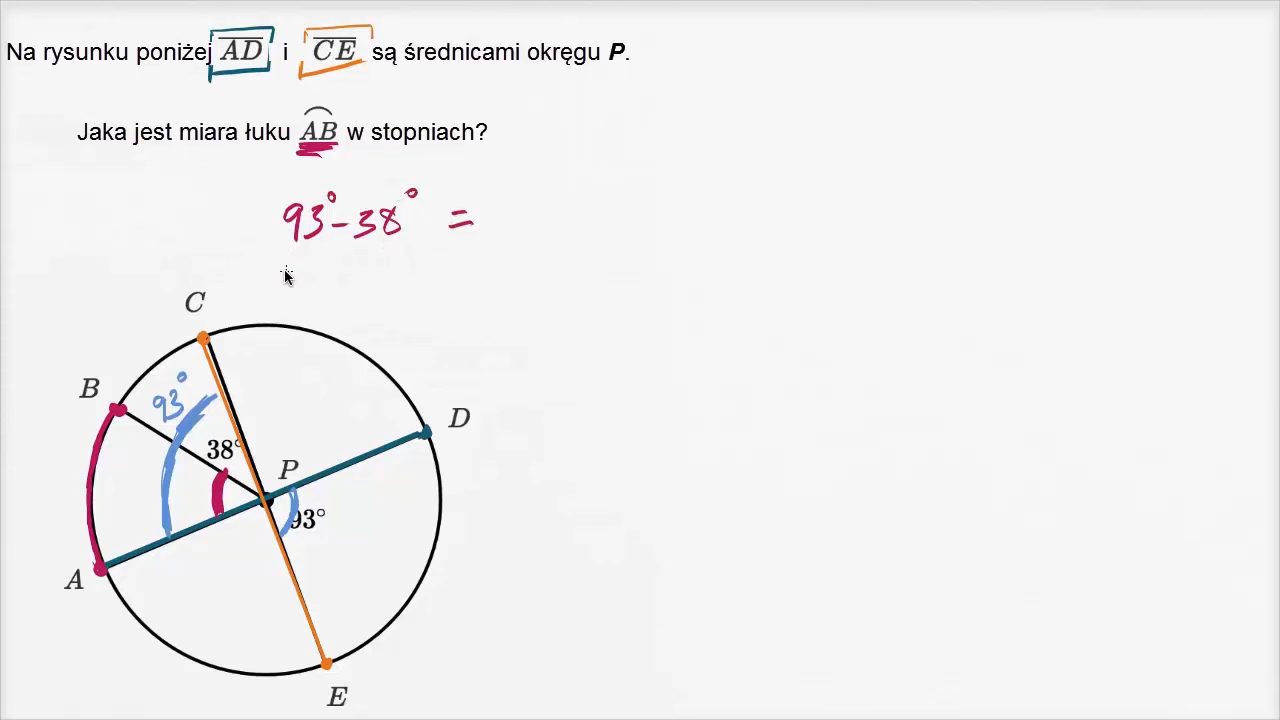 Na rysunku poniżej AD i CE są średnicami okręgu P.
Jaka jest miara łuku AB w stopniach?
93° - 38° =
C
B
93°
D
38°
P
93°
A
E